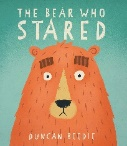 THE BEAR WHO
STARED
DUNCAN BEEDIE